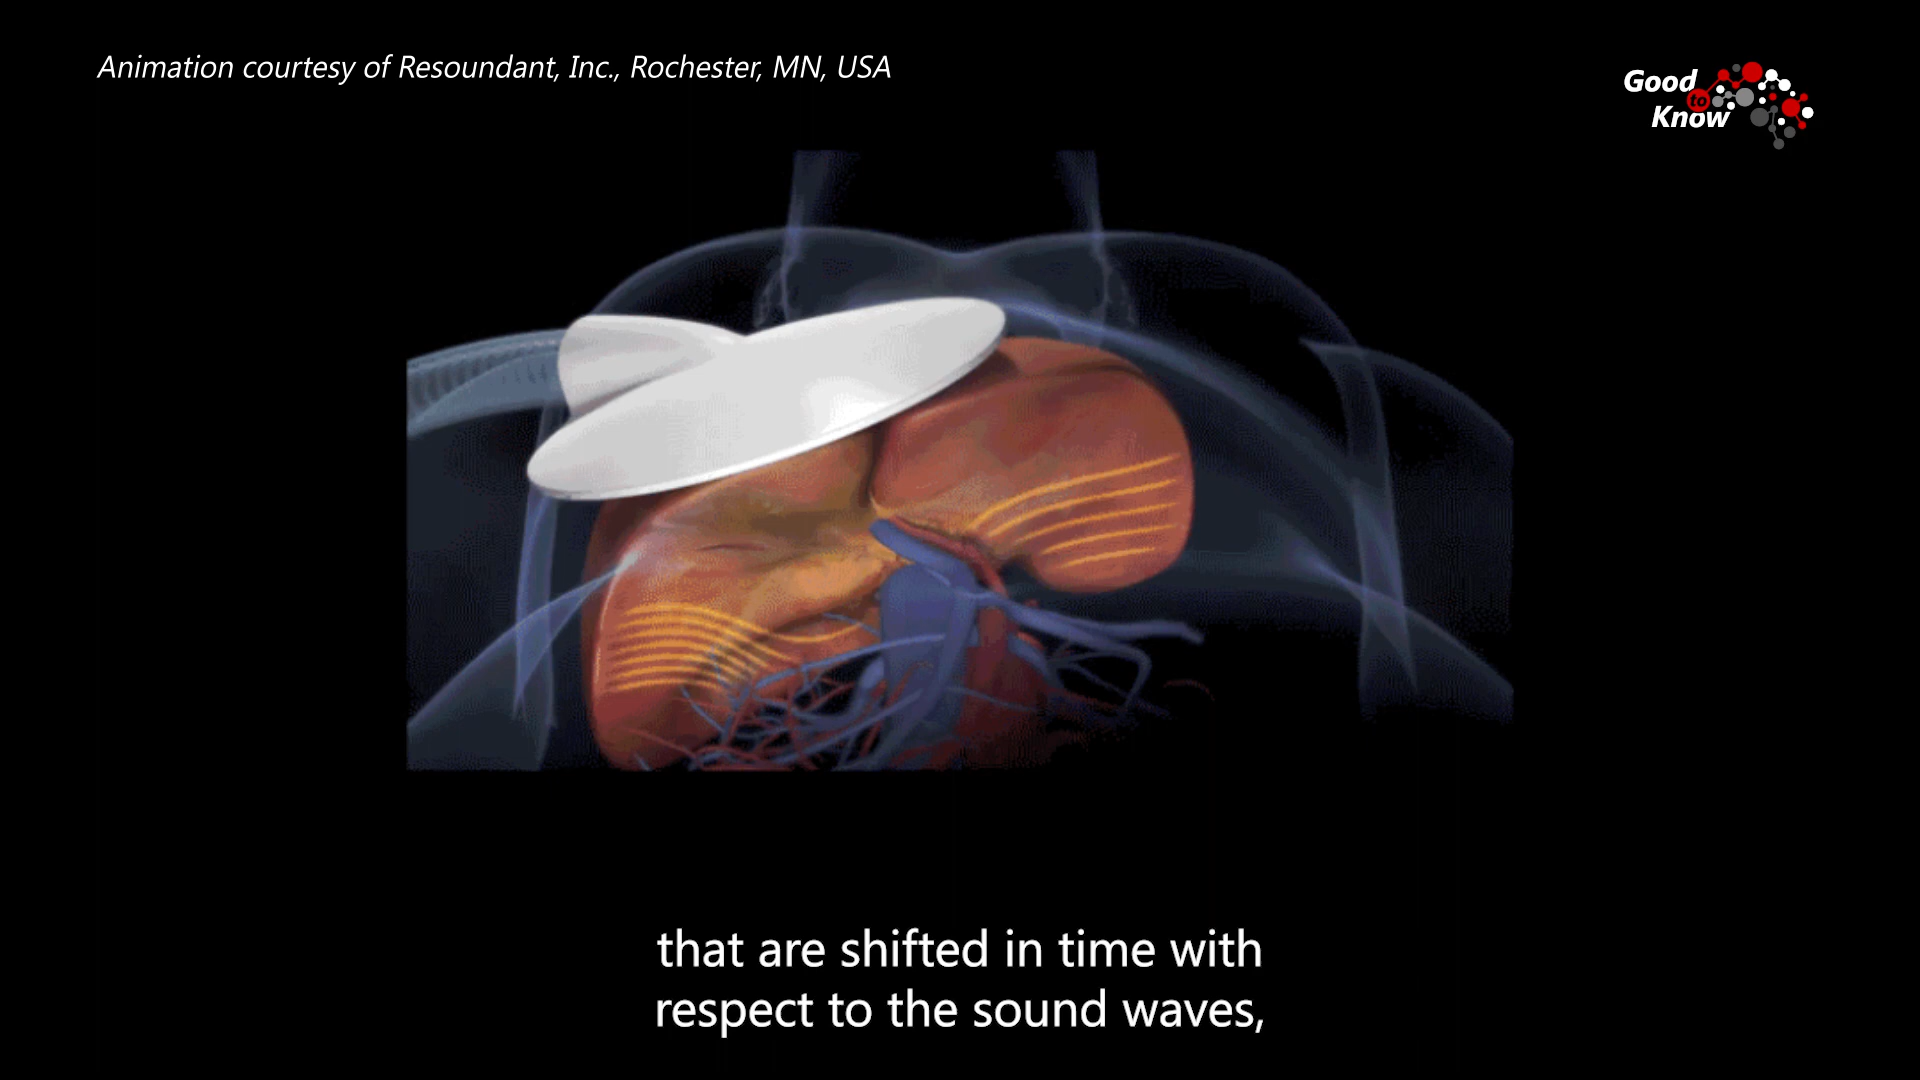 Animation courtesy of Resoundant, Inc., Rochester, MN, USA
Good
to
Know
that are shifted in time with
respect to the sound waves,